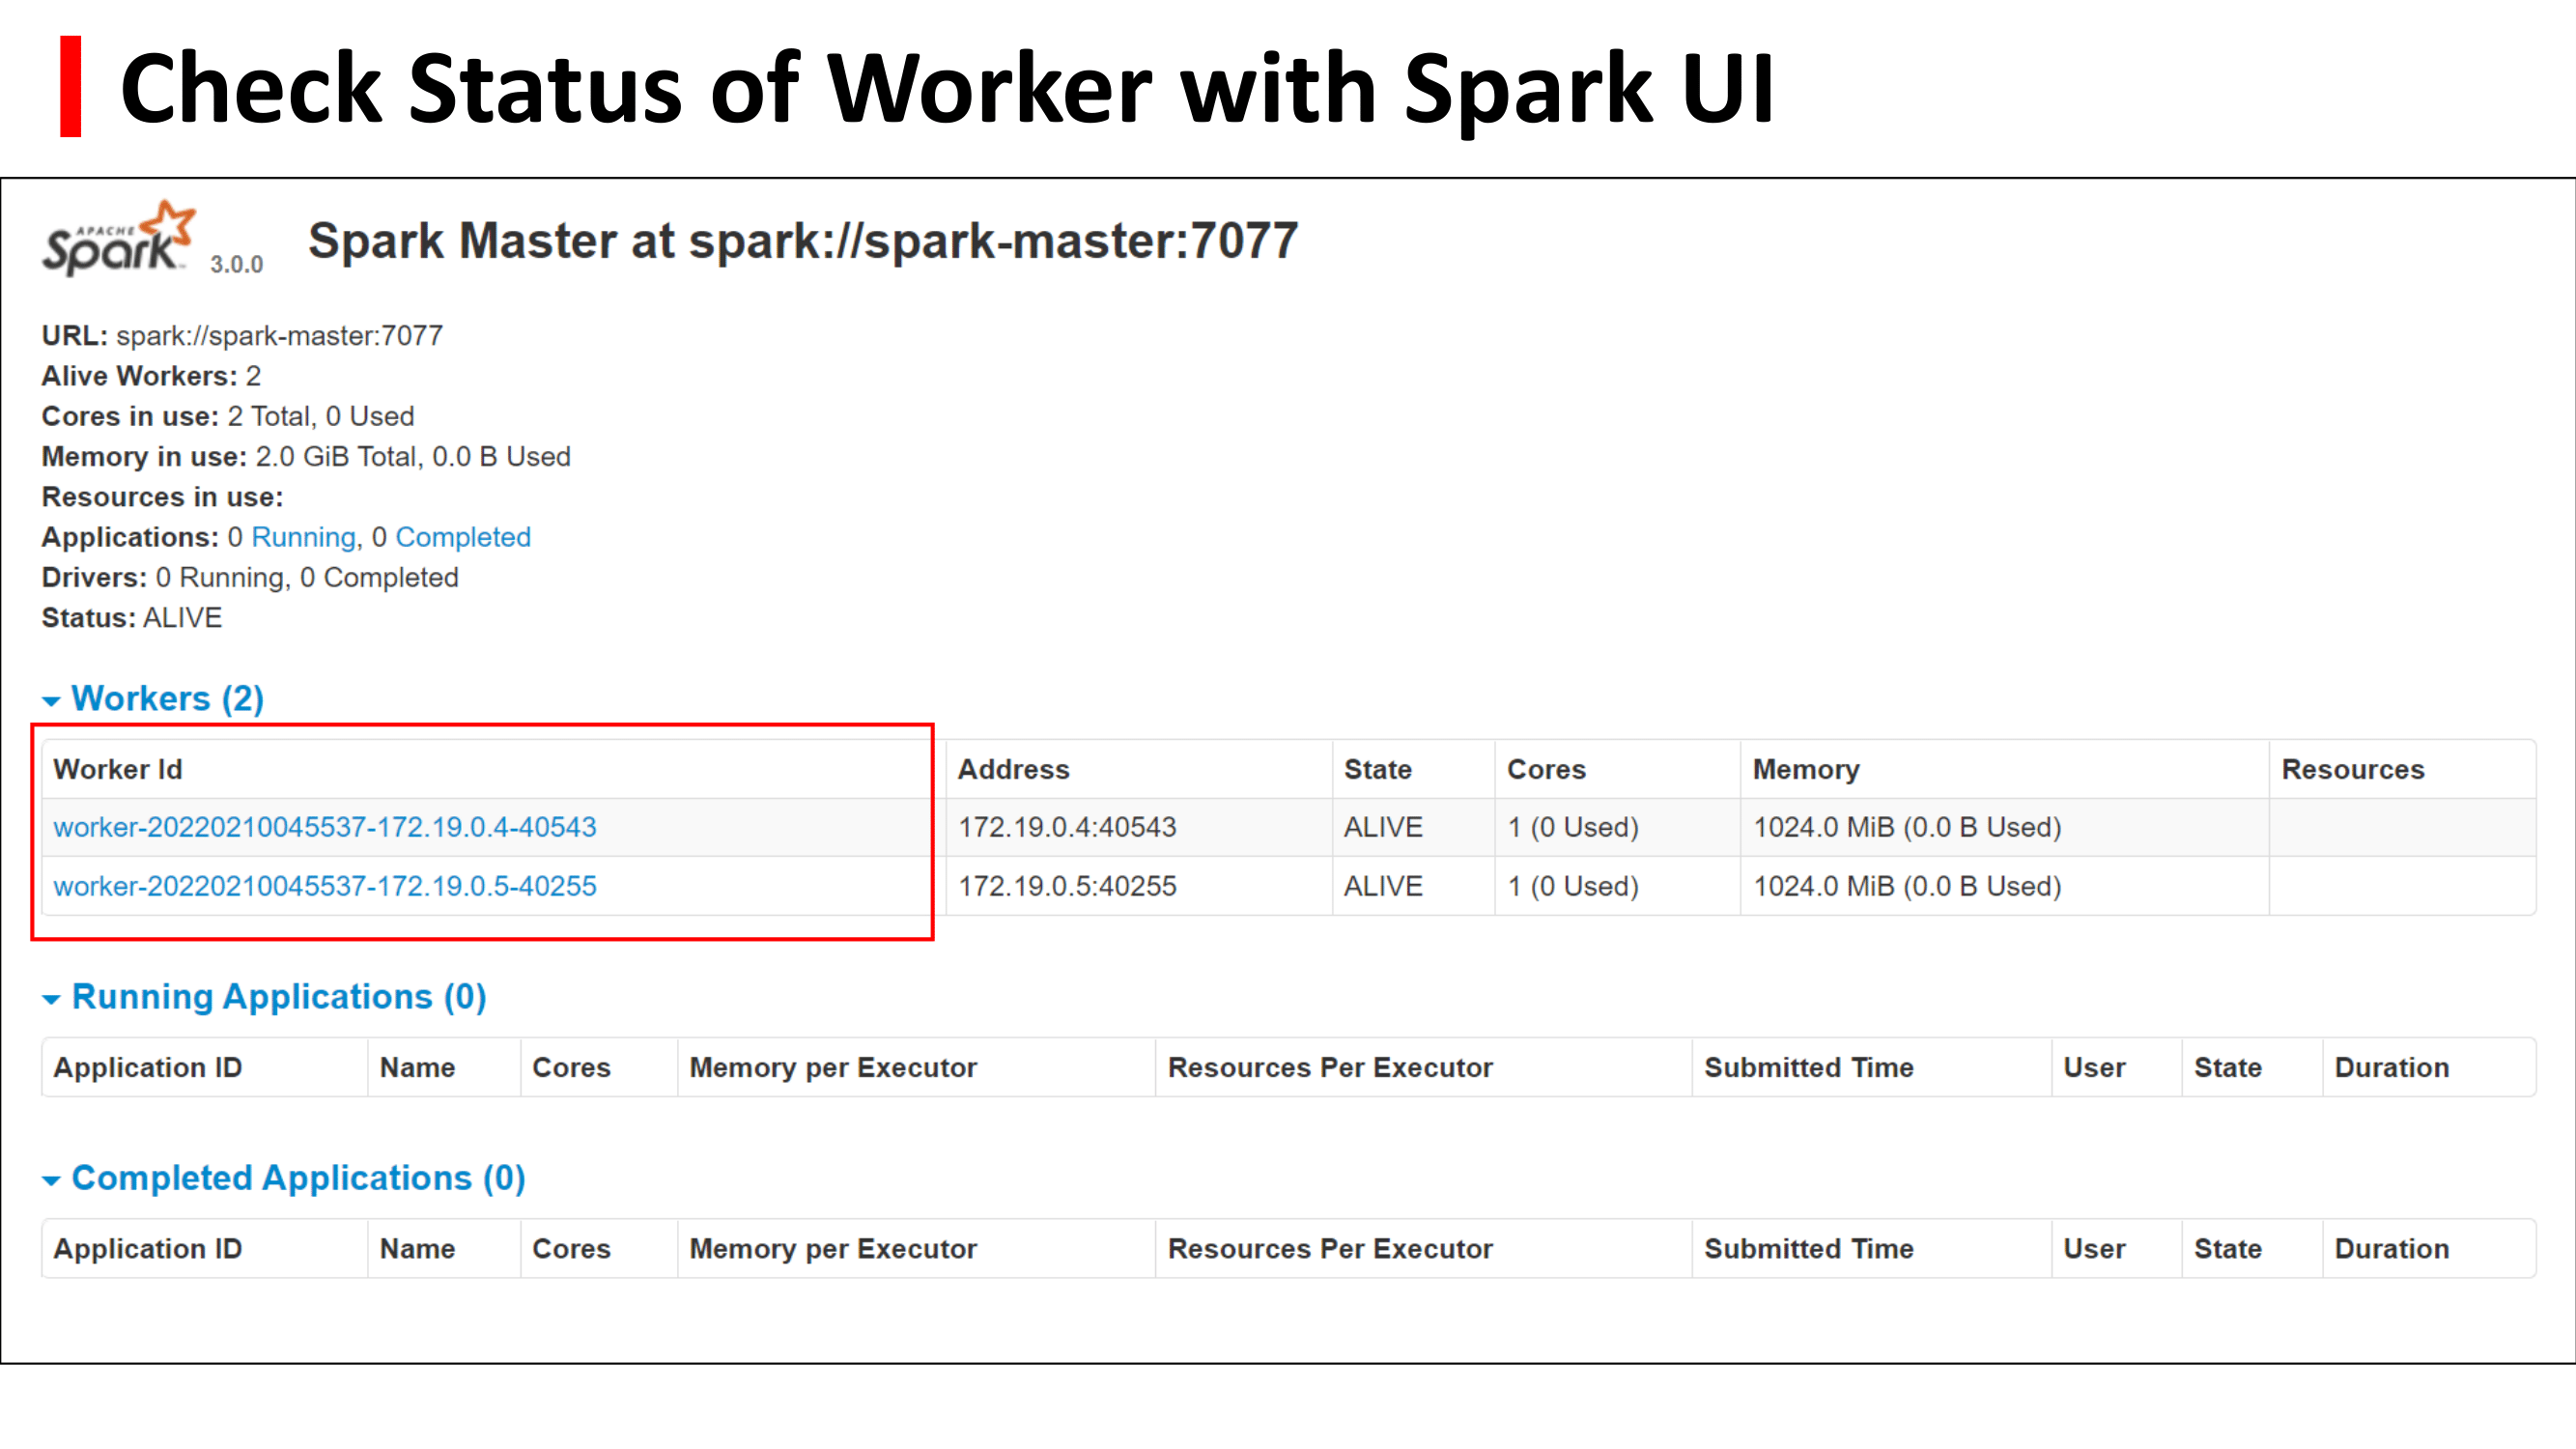 Check Status of Worker with Spark UI
APACHE
Spark™ 3.0.0 Spark Master at spark://spark-master:7077
URL: spark://spark-master:7077
Alive Workers: 2
Cores in use: 2 Total, 0 Used
Memory in use: 2.0 GiB Total, 0.0 B Used
Resources in use:
Applications: 0 Running, 0 Completed
Drivers: 0 Running, 0 Completed
Status: ALIVE
Workers (2)
Worker Id Address State Cores Memory Resources
worker-20220210045537-172.19.0.4-40543 172.19.0.4:40543 ALIVE 1 (0 Used) 1024.0 MiB (0.0 B Used)
worker-20220210045537-172.19.0.5-40255 172.19.0.5:40255 ALIVE 1 (0 Used) 1024.0 MiB (0.0 B Used)
Running Applications (0)
Application ID Name Cores Memory per Executor Resources Per Executor Submitted Time User State Duration
Completed Applications (0)
Application ID Name Cores Memory per Executor Resources Per Executor Submitted Time User State Duration